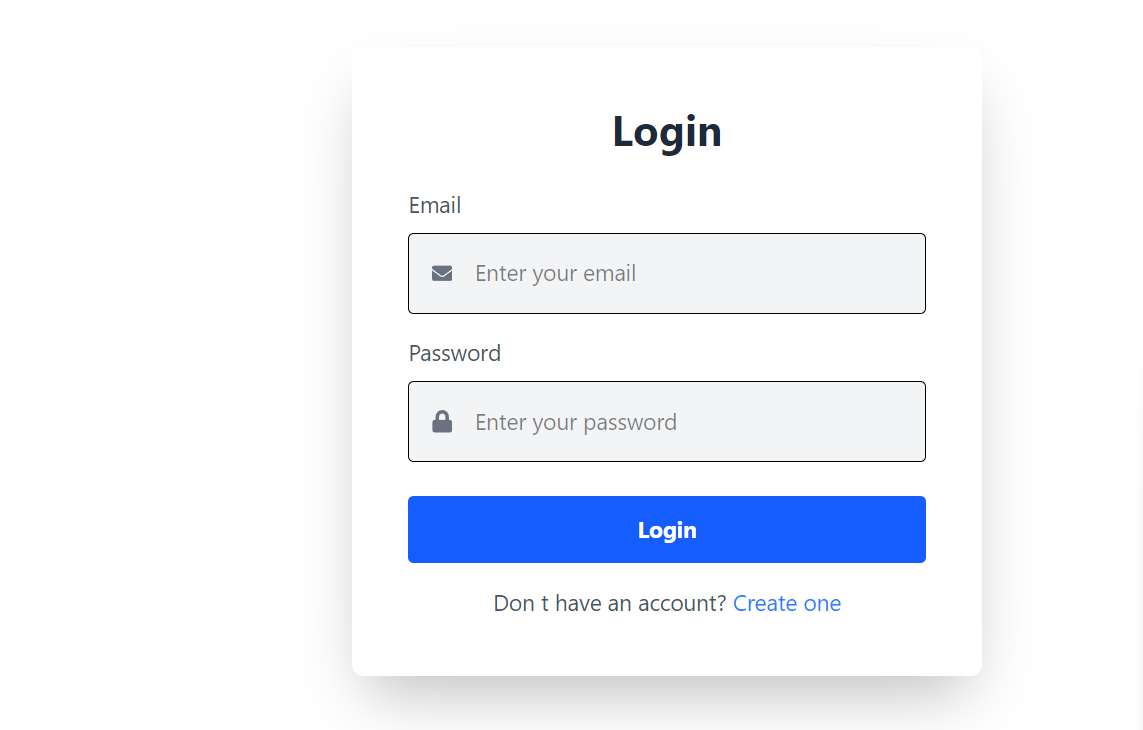 Login
Email
Enter your email
Password
Enter your password
Login
Don t have an account? Create one